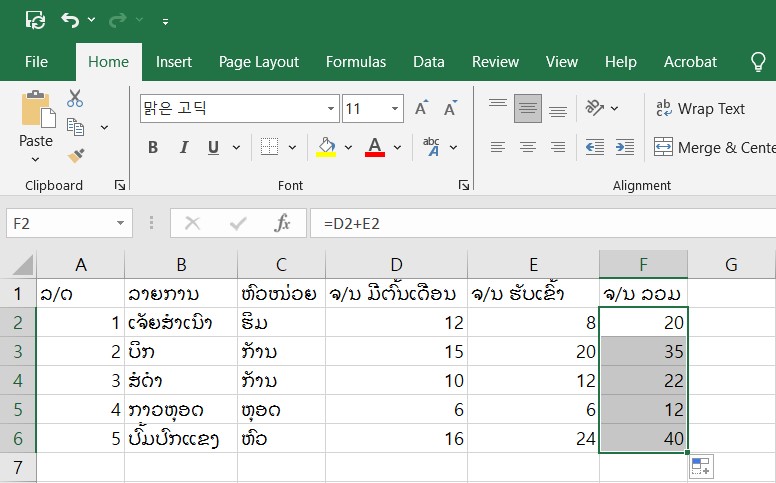 File Home Insert Page Layout Formulas Data Review View Help Acrobat
맑은 고딕 11 A A ab Wrap Text
Paste B I U A abc A Merge & Cente
Clipboard Font Alignment
F2 fx =D2+E2
A B C D E F G
1 ລ/ດ ລາຍການ ຫົວໜ່ວຍ ຈ/ນ ມີຕົ້ນເດືອນ ຈ/ນ ຮັບເຂົ້າ ຈ/ນ ລວມ
2 1 ເຈັຍສຳເນົາ ຮິມ 12 8 20
3 2 ບິກ ກ້ານ 15 20 35
4 3 ສໍດຳ ກ້ານ 10 12 22
5 4 ກາວຫຼອດ ຫຼອດ 6 6 12
6 5 ປຶ້ມປົກແຂງ ຫົວ 16 24 40
7